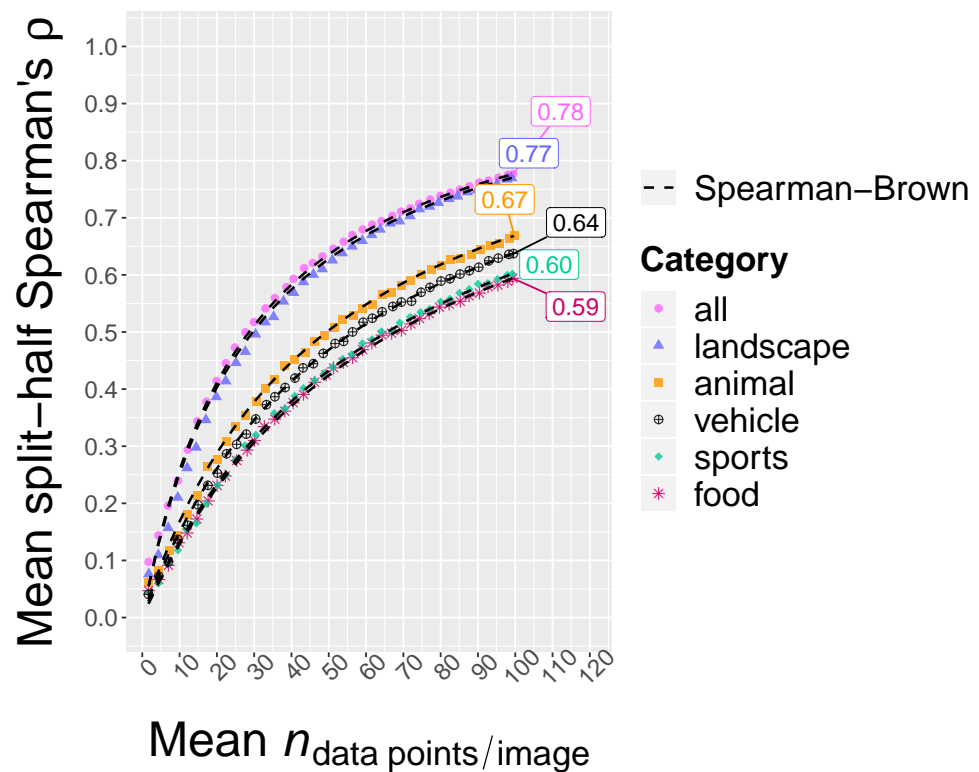 Mean split−half Spearman's ρ
1.0
0.9
0.8
0.7
0.6
0.5
0.4
0.3
0.2
0.1
0.0
0.78
0.77
0.67
0.64
0.60
0.59
0 10 20 30 40 50 60 70 80 90 100 110 120
Mean n data points/image
Spearman−Brown
Category
all
landscape
animal
vehicle
sports
food